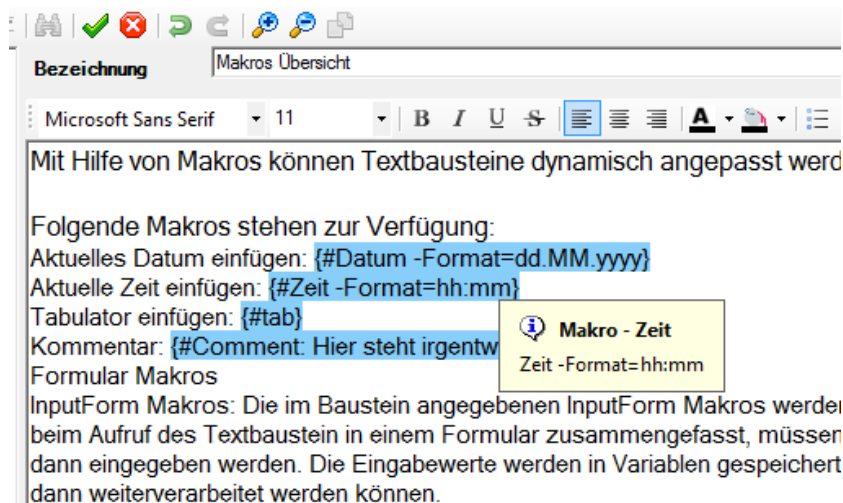 Bezeichnung
Makros Übersicht
Microsoft Sans Serif 11 B I U S A
Mit Hilfe von Makros können Textbausteine dynamisch angepasst
Folgende Makros stehen zur Verfügung:
Aktuelles Datum einfügen: {#Datum -Format=dd.MM.yyyy}
Aktuelle Zeit einfügen: {#Zeit -Format=hh:mm}
Tabulator einfügen: {#tab}
Makro - Zeit
Kommentar: {#Comment: Hier steht
Zeit -Format=hh:mm
Formular Makros
InputForm Makros: Die im Baustein angegebenen InputForm Makros werden
beim Aufruf des Textbaustein in einem Formular zusammengefasst, müssen
dann eingegeben werden. Die Eingabewerte werden in Variablen gespeichert
dann weiterverarbeitet werden können.